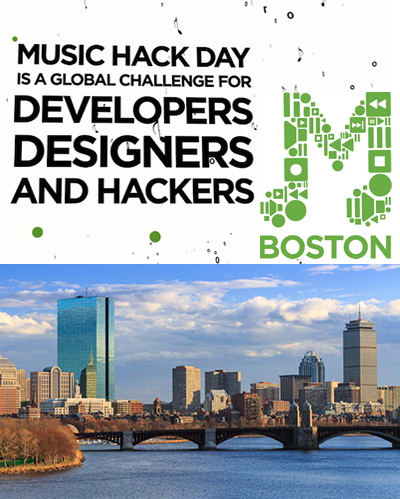 MUSIC HACK DAY
IS A GLOBAL CHALLENGE FOR
DEVELOPERS
DESIGNERS
AND HACKERS
M
BOSTON